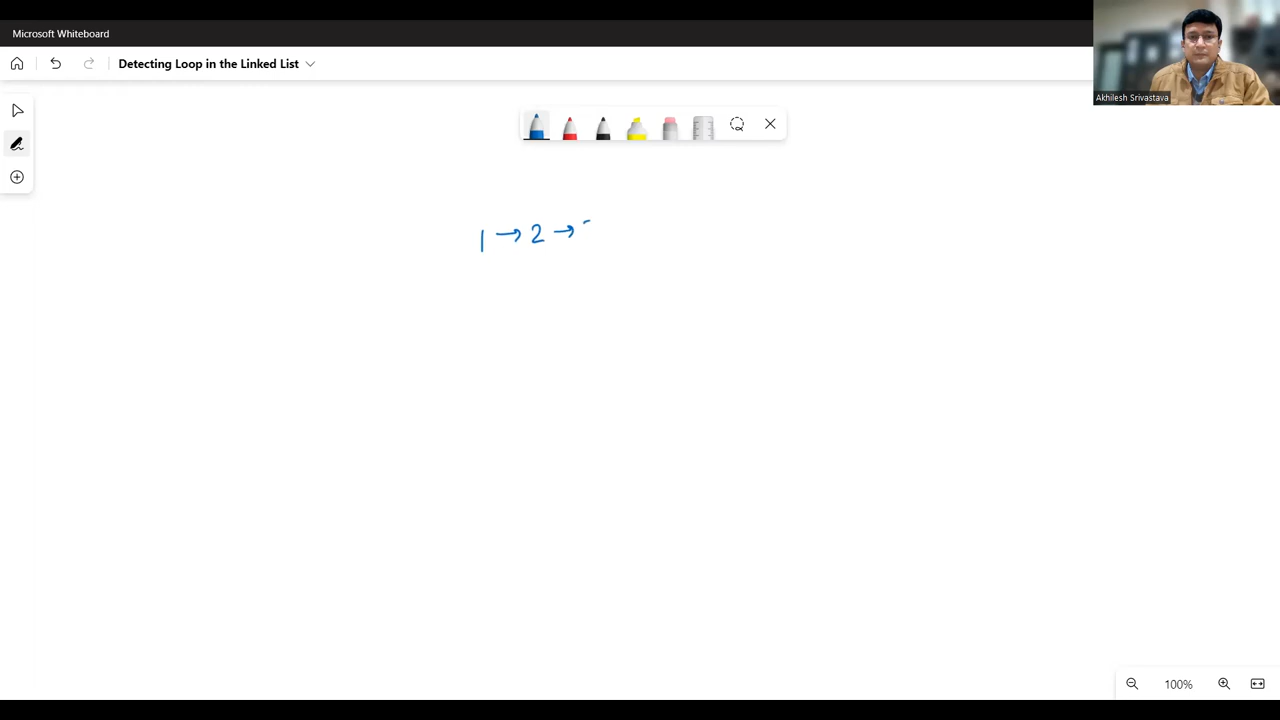 Microsoft Whiteboard
Detecting Loop in the Linked List
Akhilesh Srivastava
1 → 2 →
100%